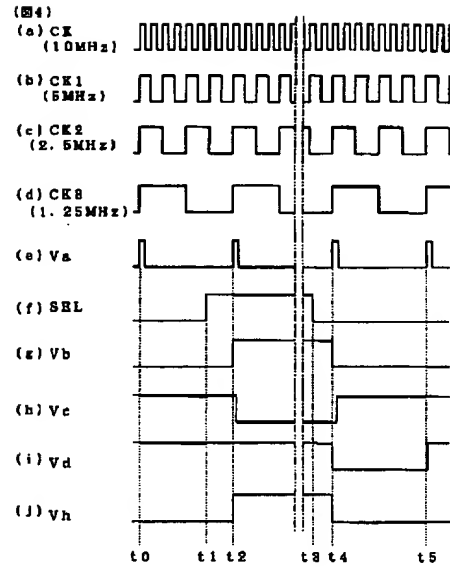 (図4)
(a) CK
(10MHz)
(b) CK1
(5MHz)
(c) CK2
(2.5MHz)
(d) CK3
(1.25MHz)
(e) Va
(f) SEL
(g) Vb
(h) Vc
(i) Vd
(j) Vh
t0 t1 t2 t3 t4 t5